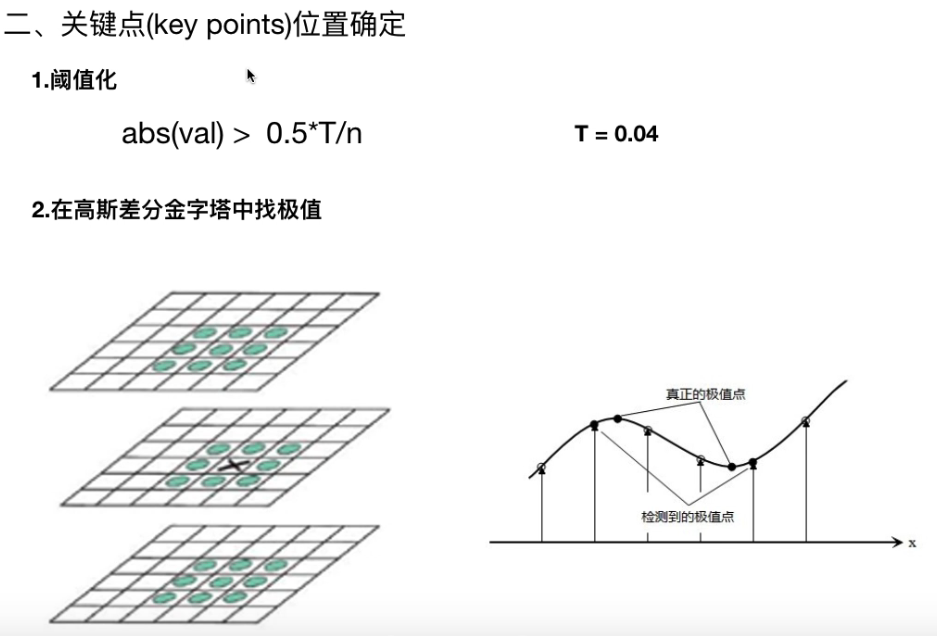 二、关键点(key points)位置确定
1.阈值化
abs(val) > 0.5*T/n
T = 0.04
2.在高斯差分金字塔中找极值
真正的极值点
检测到的极值点
x